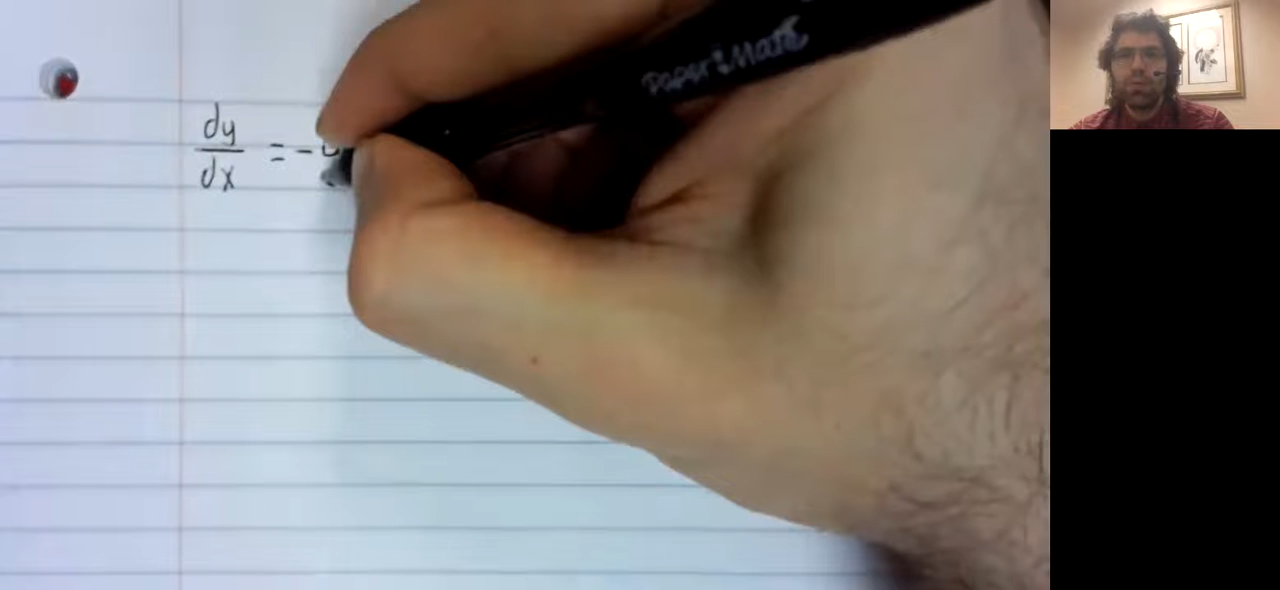 dy
dx
= -
Paper Mate